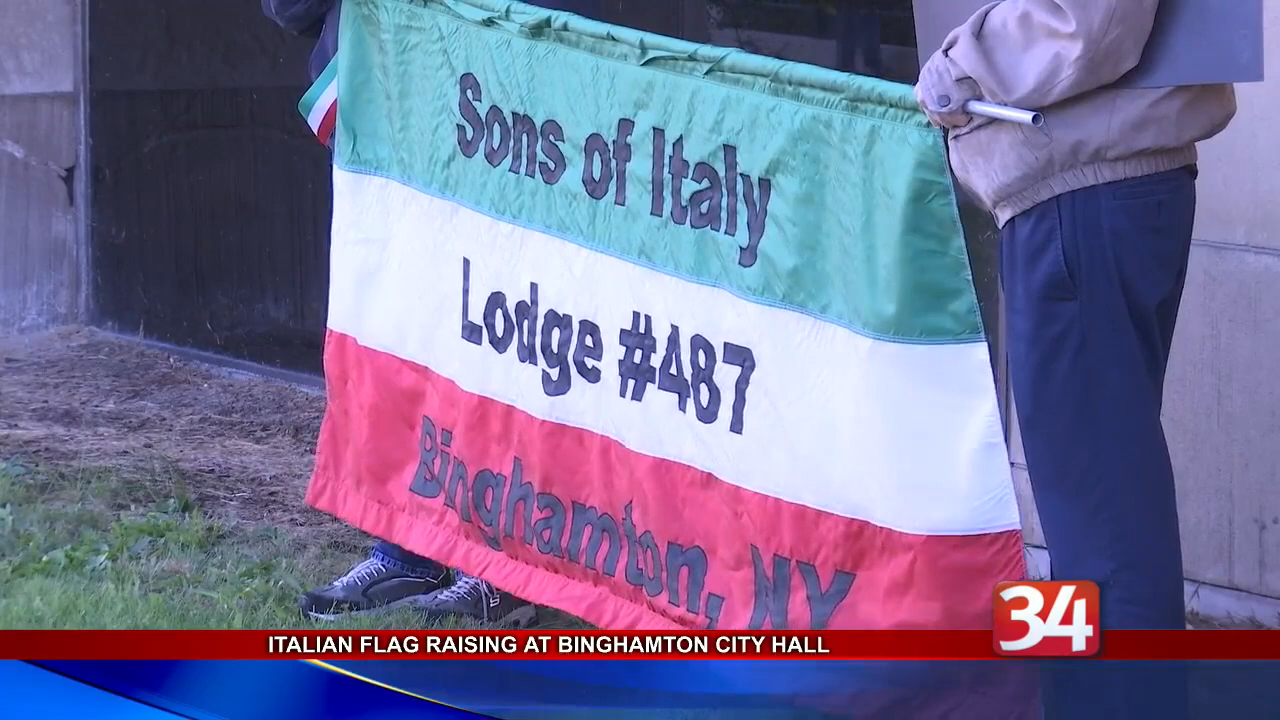 Sons of Italy
Lodge #487
Binghamton, NY
34
ITALIAN FLAG RAISING AT BINGHAMTON CITY HALL